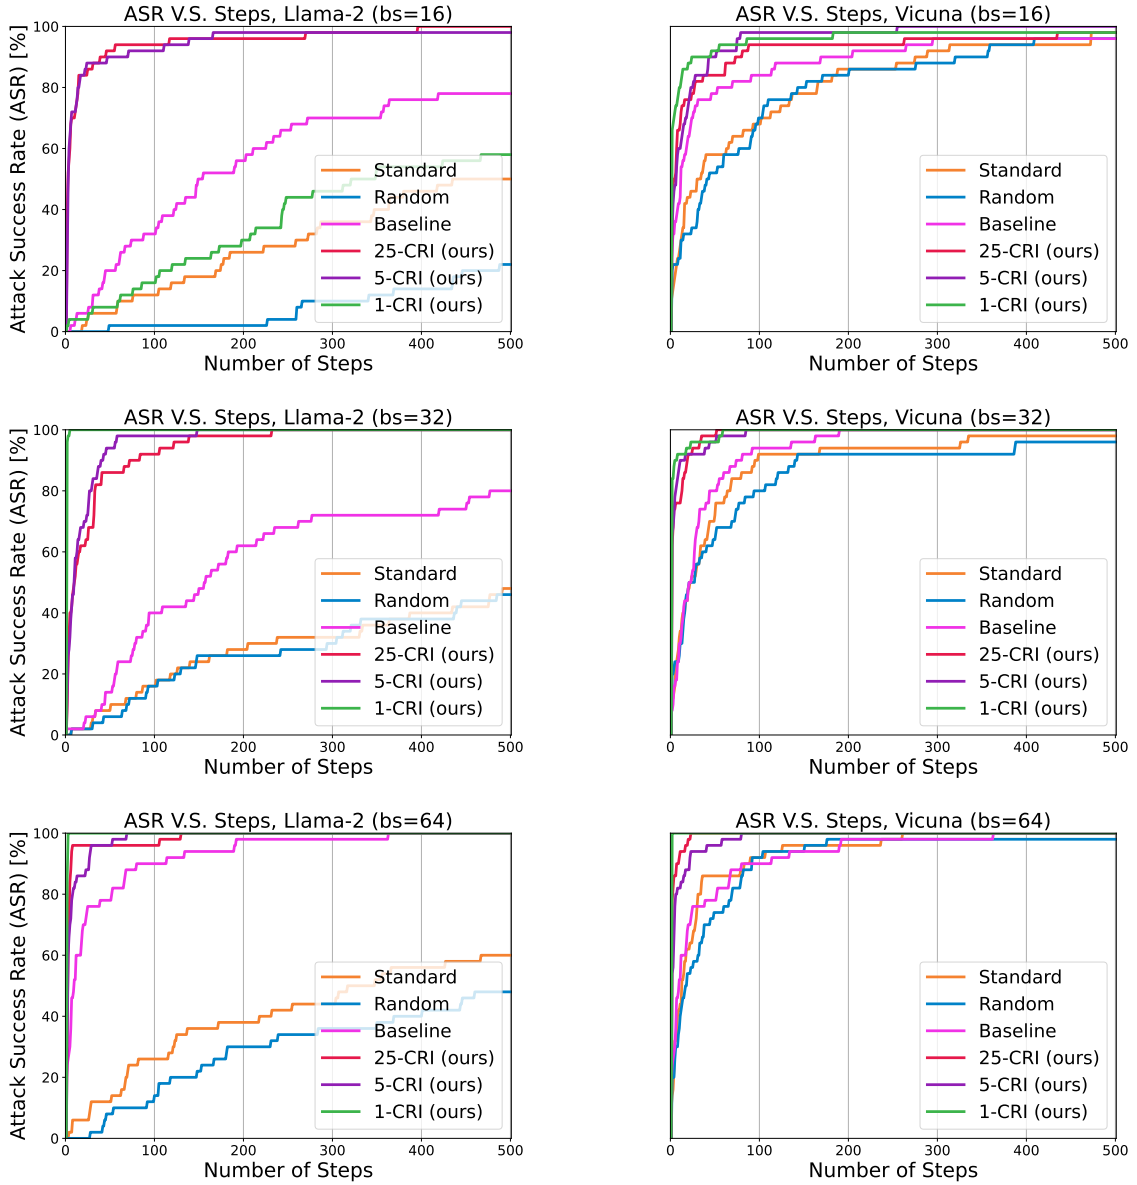 ASR V.S. Steps, Llama-2 (bs=16)
Attack Success Rate (ASR) [%]
100
80
60
40
20
0
0 100 200 300 400 500
Number of Steps
Standard
Random
Baseline
25-CRI (ours)
5-CRI (ours)
1-CRI (ours)
ASR V.S. Steps, Vicuna (bs=16)
0 100 200 300 400 500
Number of Steps
Standard
Random
Baseline
25-CRI (ours)
5-CRI (ours)
1-CRI (ours)
ASR V.S. Steps, Llama-2 (bs=32)
Attack Success Rate (ASR) [%]
100
80
60
40
20
0
0 100 200 300 400 500
Number of Steps
Standard
Random
Baseline
25-CRI (ours)
5-CRI (ours)
1-CRI (ours)
ASR V.S. Steps, Vicuna (bs=32)
0 100 200 300 400 500
Number of Steps
Standard
Random
Baseline
25-CRI (ours)
5-CRI (ours)
1-CRI (ours)
ASR V.S. Steps, Llama-2 (bs=64)
Attack Success Rate (ASR) [%]
100
80
60
40
20
0
0 100 200 300 400 500
Number of Steps
Standard
Random
Baseline
25-CRI (ours)
5-CRI (ours)
1-CRI (ours)
ASR V.S. Steps, Vicuna (bs=64)
0 100 200 300 400 500
Number of Steps
Standard
Random
Baseline
25-CRI (ours)
5-CRI (ours)
1-CRI (ours)